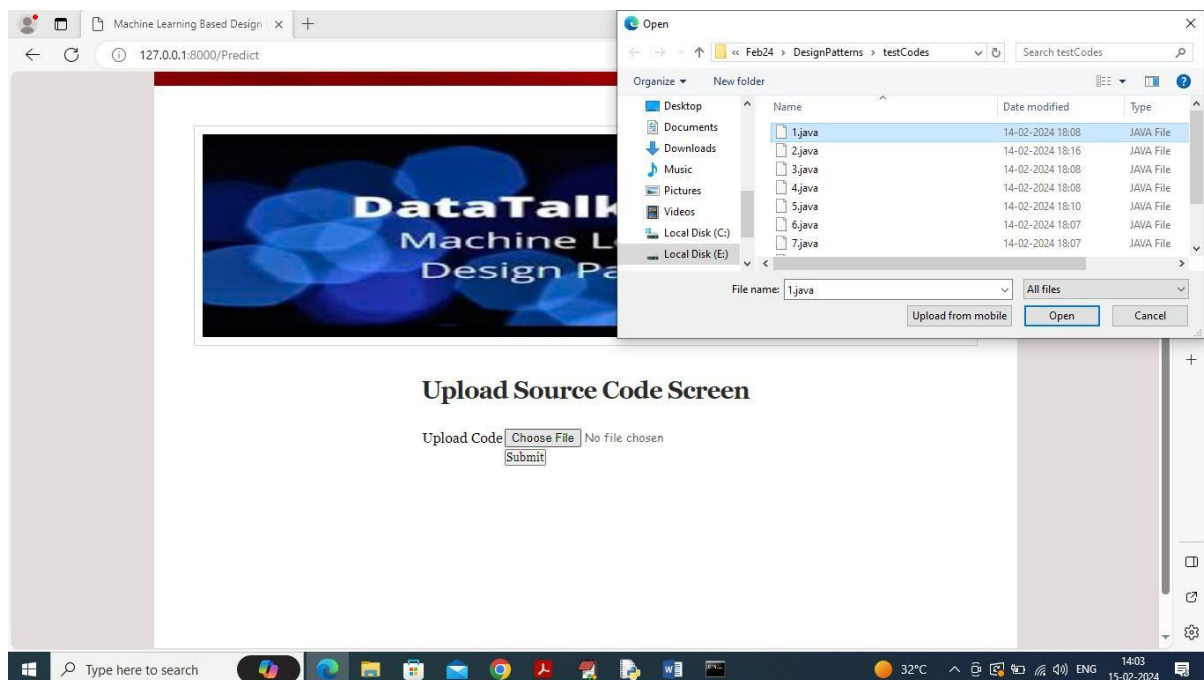 Machine Learning Based Design
127.0.0.1:8000/Predict
DataTalk
Machine L
Design Pa
Open
« Feb24 › DesignPatterns › testCodes
Search testCodes
Organize
New folder
Desktop
Documents
Downloads
Music
Pictures
Videos
Local Disk (C:)
Local Disk (E:)
Name Date modified Type
1.java 14-02-2024 18:08 JAVA File
2.java 14-02-2024 18:16 JAVA File
3.java 14-02-2024 18:08 JAVA File
4.java 14-02-2024 18:08 JAVA File
5.java 14-02-2024 18:10 JAVA File
6.java 14-02-2024 18:07 JAVA File
7.java 14-02-2024 18:07 JAVA File
File name: 1.java All files
Upload from mobile Open Cancel
Upload Source Code Screen
Upload Code Choose File No file chosen
Submit
Type here to search
32°C ENG 14:03
15-02-2024